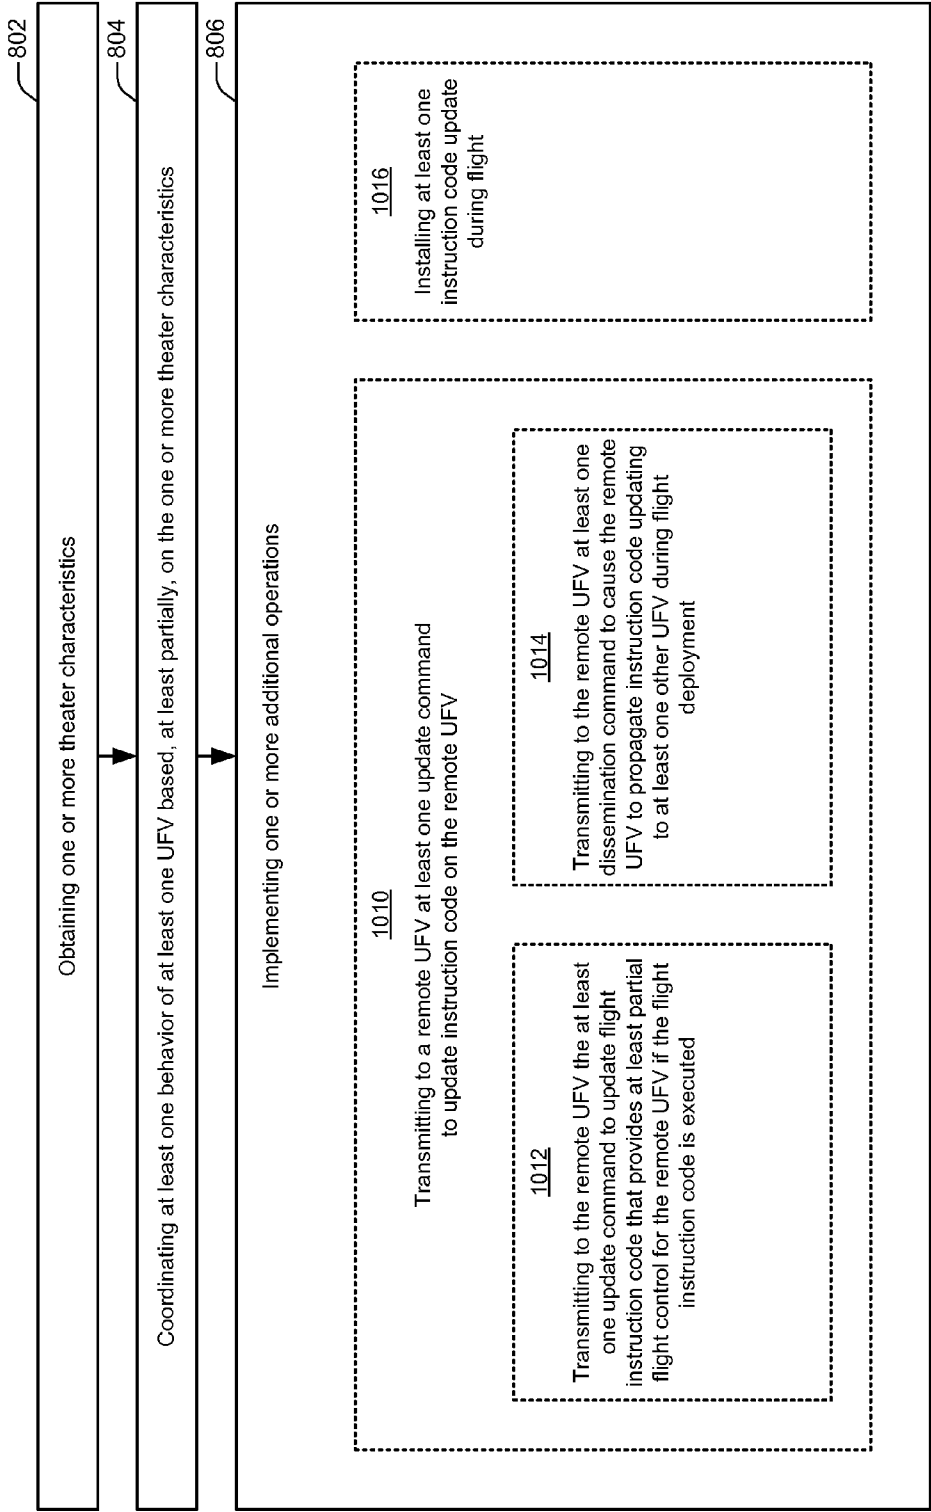 802
Obtaining one or more theater characteristics
804
Coordinating at least one behavior of at least one UFV based, at least partially, on the one or more theater characteristics
806
Implementing one or more additional operations
1010
Transmitting to a remote UFV at least one update command
to update instruction code on the remote UFV
1012
Transmitting to the remote UFV the at least
one update command to update flight
instruction code that provides at least partial
flight control for the remote UFV if the flight
instruction code is executed
1014
Transmitting to the remote UFV at least one
dissemination command to cause the remote
UFV to propagate instruction code updating
to at least one other UFV during flight
deployment
1016
Installing at least one
instruction code update
during flight